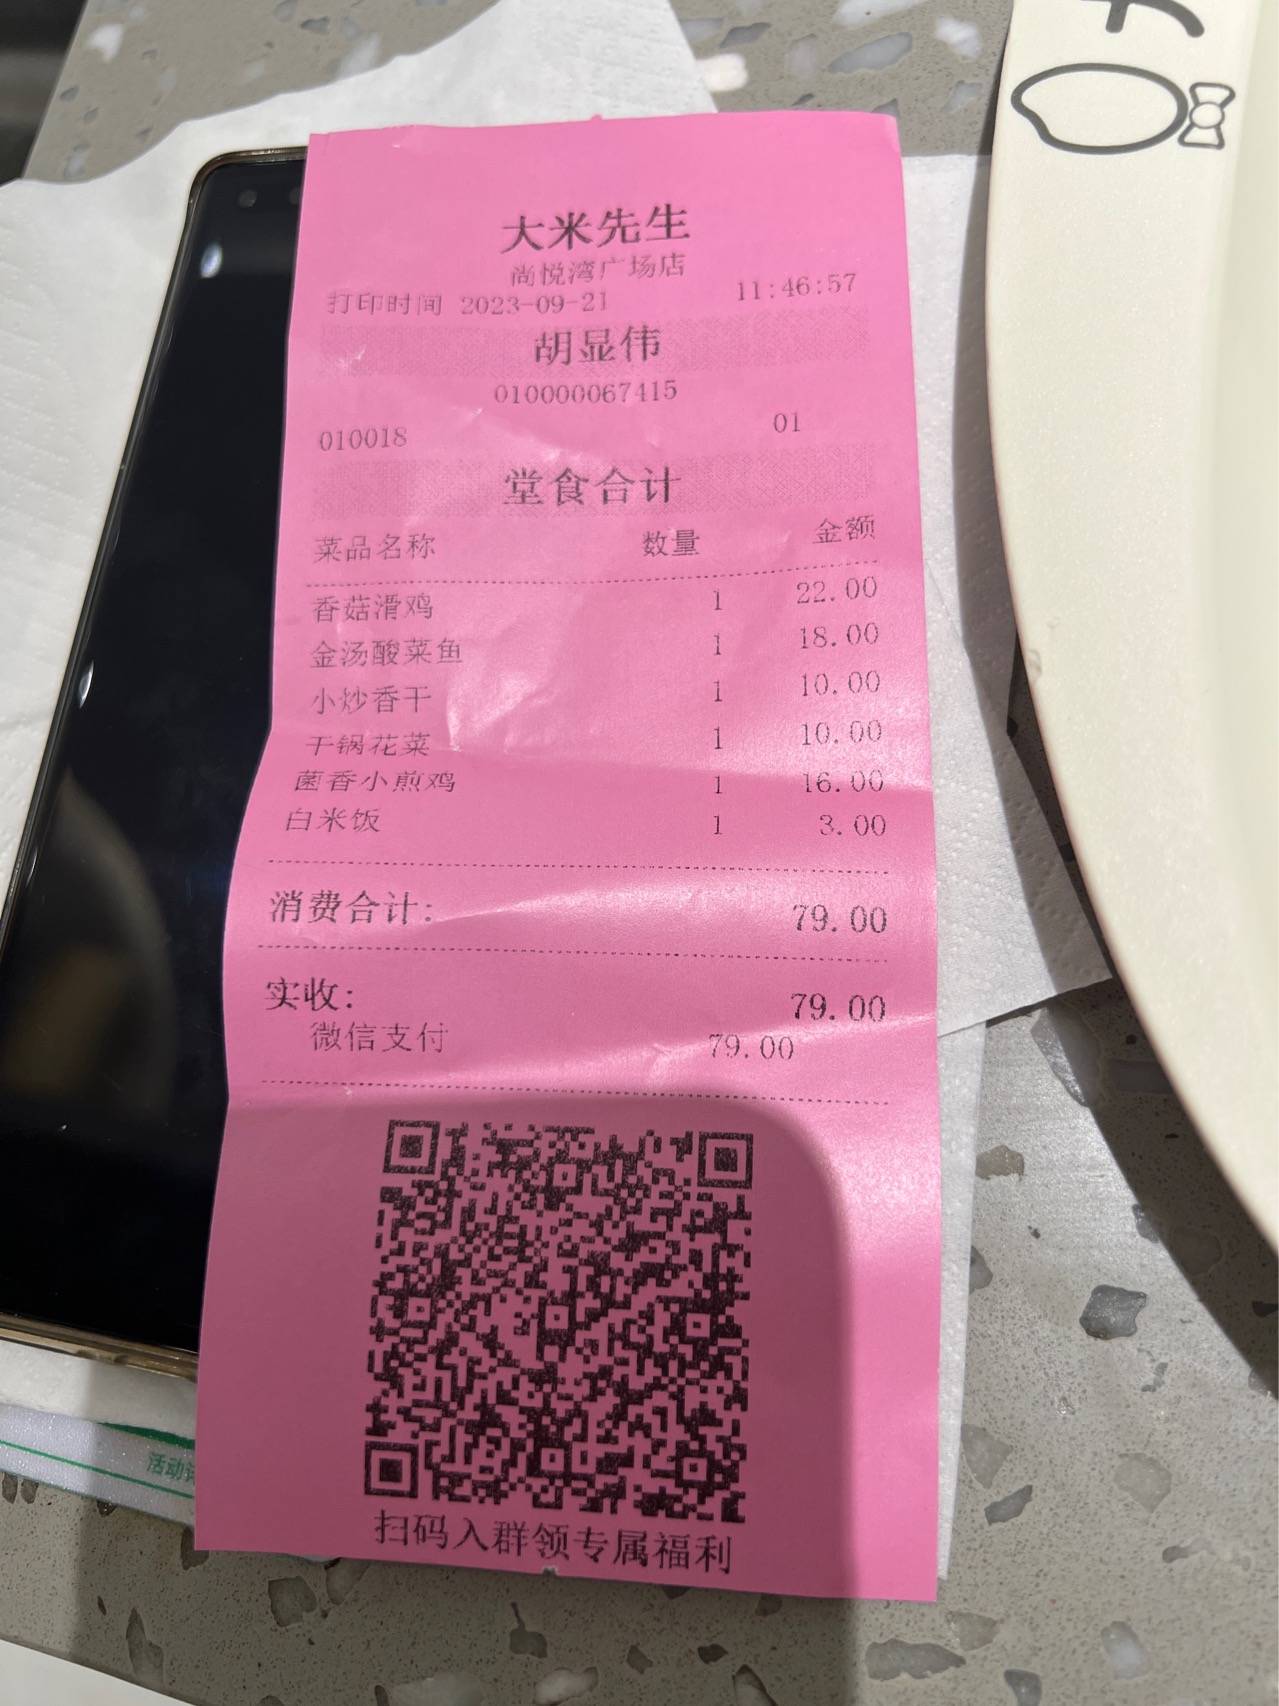 大米先生
尚悦湾广场店
打印时间 2023-09-21 11:46:57
胡显伟
010000067415
010018 01
堂食合计
菜品名称 数量 金额
香菇滑鸡 1 22.00
金汤酸菜鱼 1 18.00
小炒香干 1 10.00
干锅花菜 1 10.00
菌香小煎鸡 1 16.00
白米饭 1 3.00
消费合计: 79.00
实收: 79.00
微信支付 79.00
扫码入群领专属福利
活动